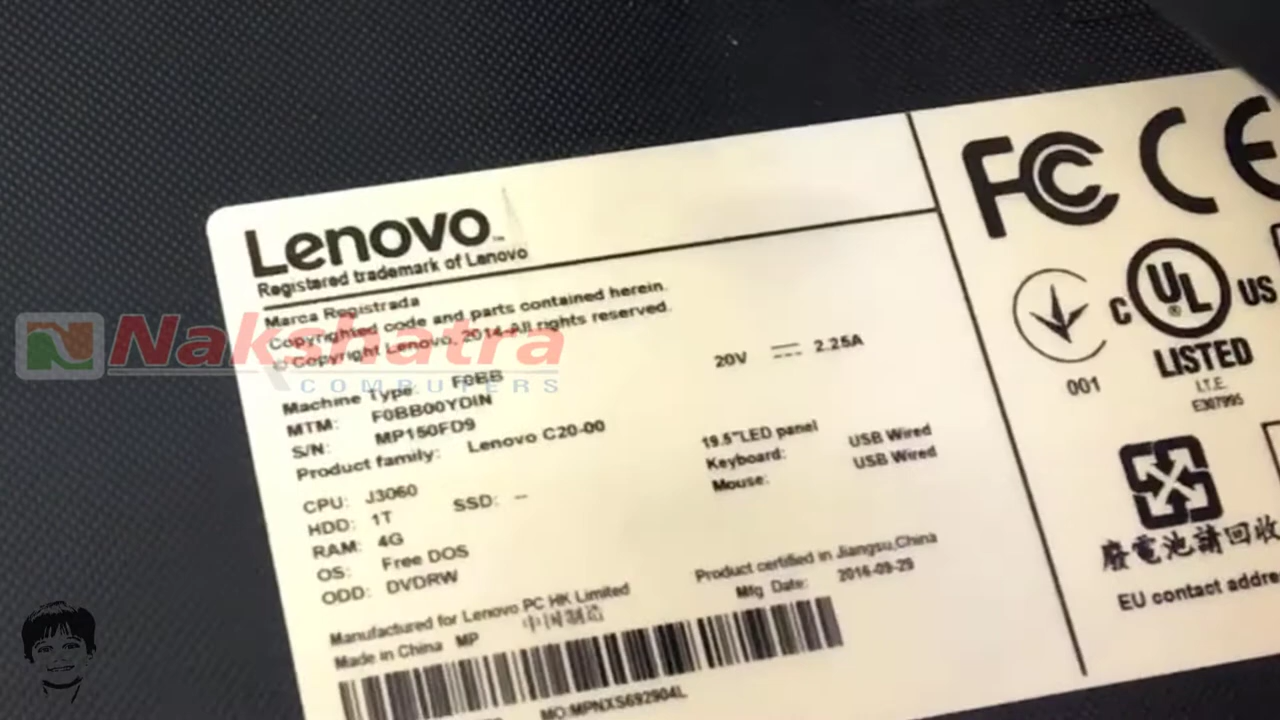 Lenovo™
Registered trademark of Lenovo
Marca Registrada
Copyrighted code and parts contained herein.
© Copyright Lenovo, 2014.All rights reserved.
Nakshatra
COMPUTERS
Machine Type: F0BB
MTM: F0BB00YDIN
S/N: MP150FD9
Product family: Lenovo C20-00
20V 2.25A
CPU: J3060
HDD: 1T SSD: --
RAM: 4G
OS: Free DOS
ODD: DVDRW
19.5"LED panel
Keyboard: USB Wired
Mouse: USB Wired
Product certified in Jiangsu,China
Mfg Date: 2016-09-29
Manufactured for Lenovo PC HK Limited
Made in China MP 中国制造
MO:MPNXS692904L
FC CE
001
C UL® US
LISTED
I.T.E.
廢電池請回收
EU contact addre